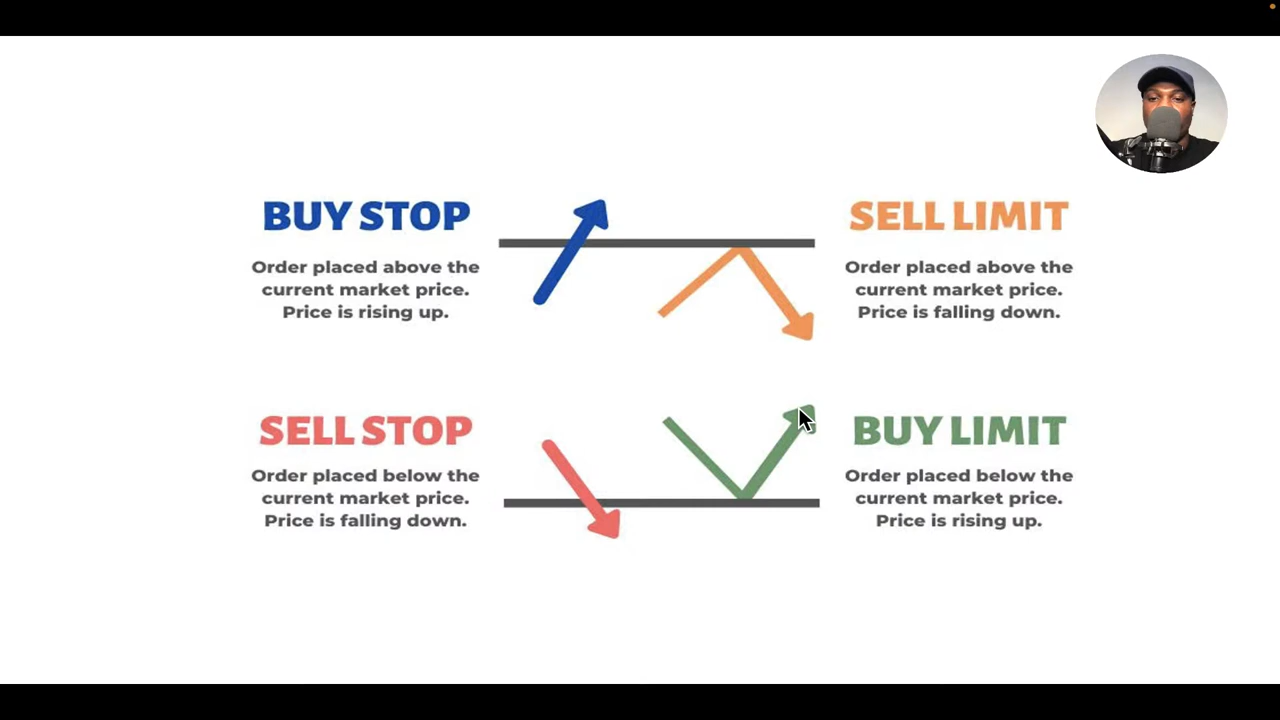 BUY STOP
Order placed above the
current market price.
Price is rising up.
SELL LIMIT
Order placed above the
current market price.
Price is falling down.
SELL STOP
Order placed below the
current market price.
Price is falling down.
BUY LIMIT
Order placed below the
current market price.
Price is rising up.